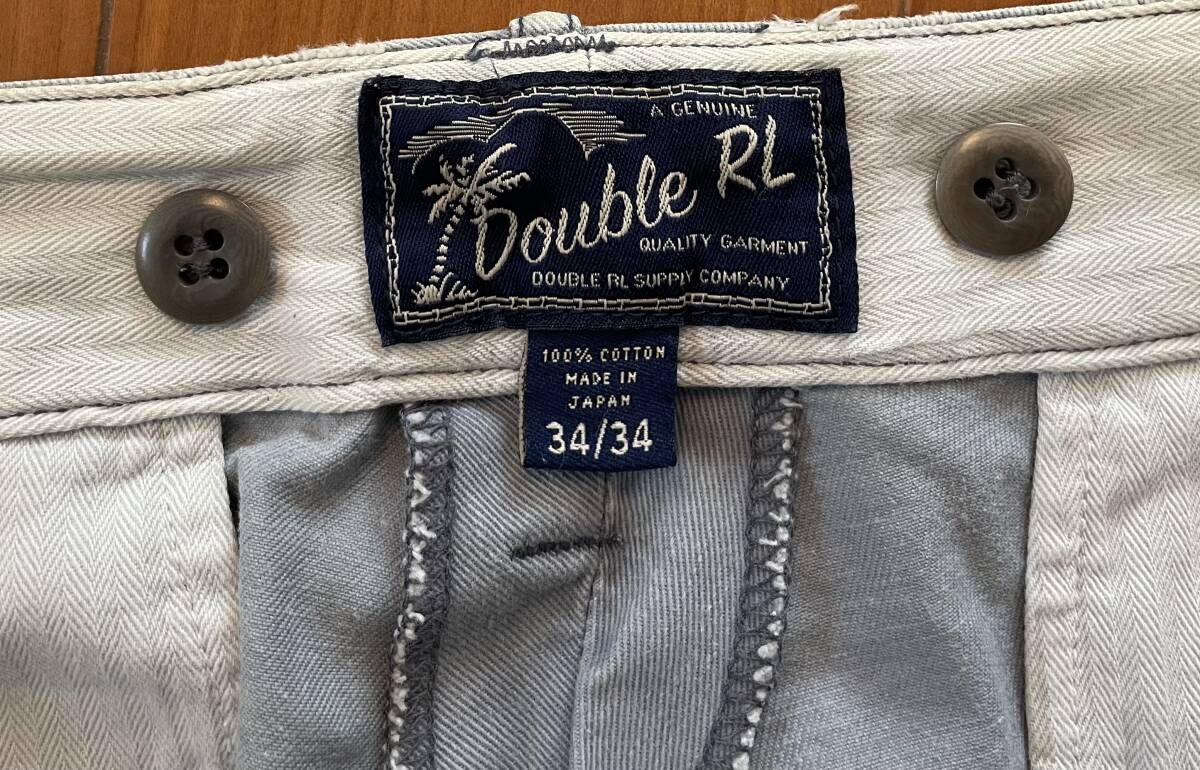 A GENUINE
Double RL
QUALITY GARMENT
DOUBLE RL SUPPLY COMPANY
100% COTTON
MADE IN
JAPAN
34/34